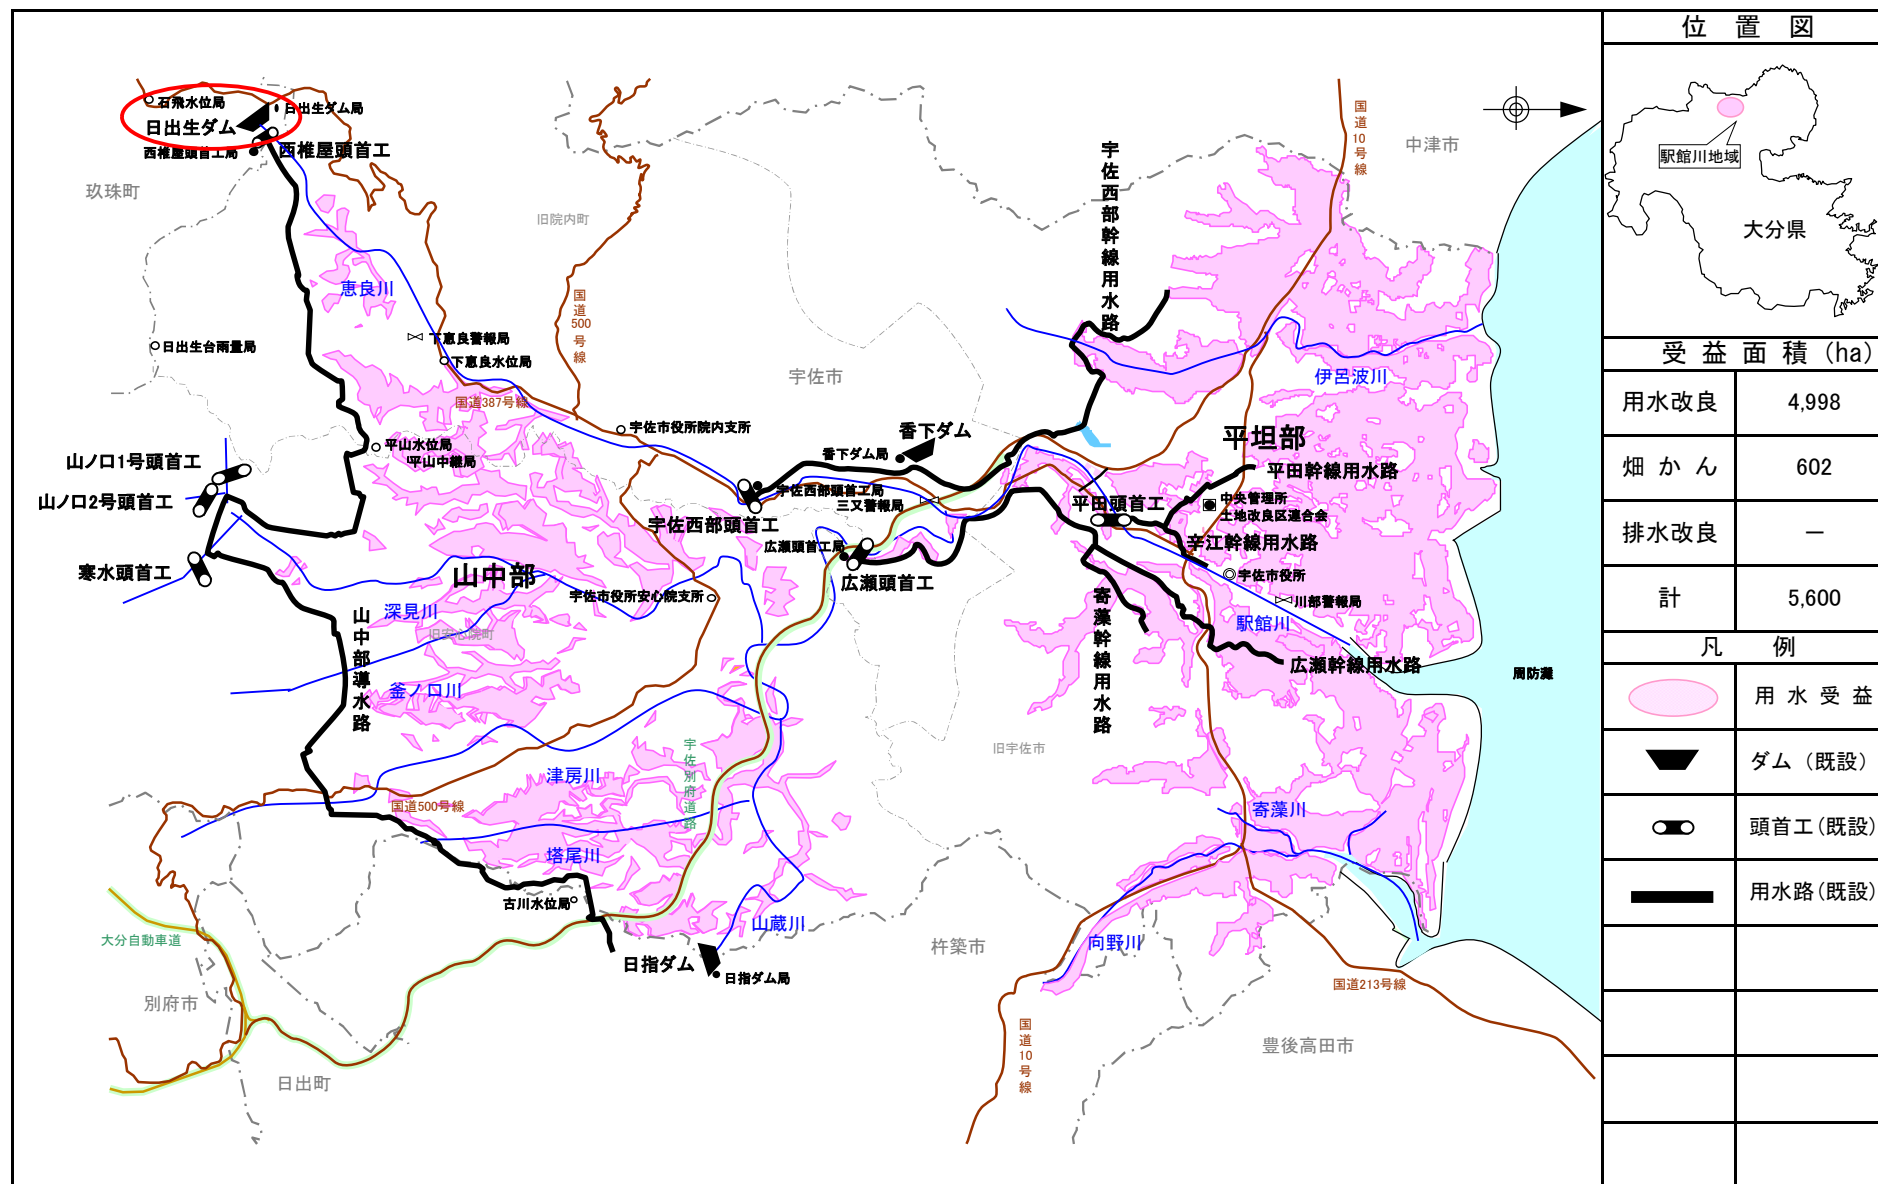 位置図
駅館川地域
大分県
受益面積(ha)
用水改良 4,998
畑かん 602
排水改良 －
計 5,600
凡例
用水受益
ダム(既設)
頭首工(既設)
用水路(既設)
石飛水位局
日出生ダム局
日出生ダム
西椎屋頭首工局
西椎屋頭首工
玖珠町
旧院内町
国道500号線
恵良川
下恵良警報局
下恵良水位局
日出生台雨量局
国道387号線
宇佐市
宇佐市役所院内支所
平山水位局
平山中継局
山ノ口1号頭首工
山ノ口2号頭首工
寒水頭首工
香下ダム
香下ダム局
宇佐西部頭首工局
三又警報局
宇佐西部頭首工
広瀬頭首工局
広瀬頭首工
山中部
宇佐市役所安心院支所
深見川
旧安心院町
山中部導水路
釜ノ口川
津房川
国道500号線
宇佐別府道路
塔尾川
古川水位局
山蔵川
日指ダム
日指ダム局
大分自動車道
別府市
日出町
杵築市
宇佐西部幹線用水路
国道10号線
中津市
伊呂波川
平坦部
平田幹線用水路
平田頭首工
中央管理所
土地改良区連合会
辛江幹線用水路
宇佐市役所
川部警報局
駅館川
寄藻幹線用水路
広瀬幹線用水路
周防灘
旧宇佐市
寄藻川
向野川
国道213号線
国道10号線
豊後高田市